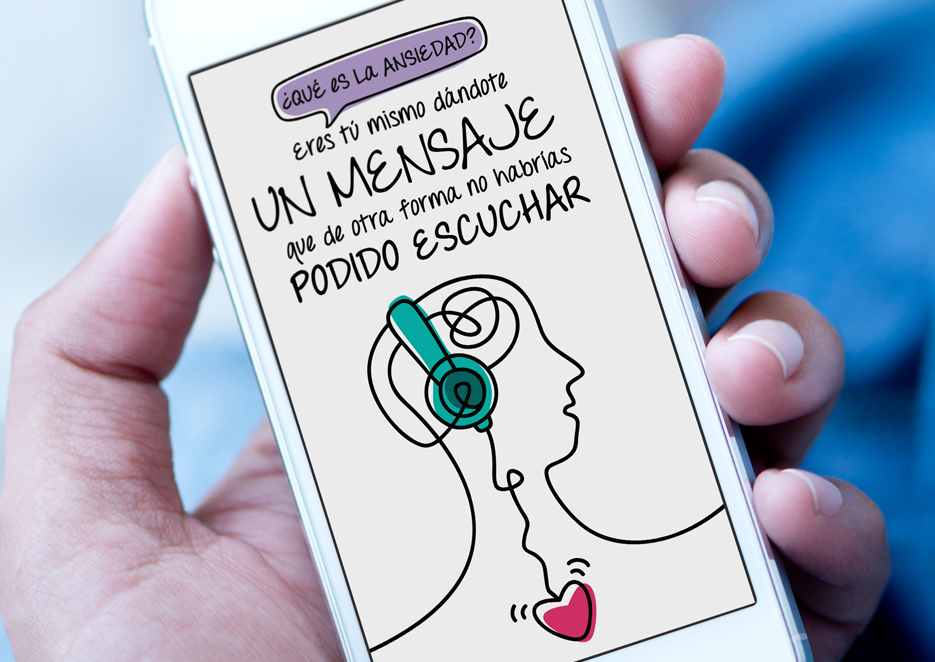 ¿QUÉ ES LA ANSIEDAD?
Eres tú mismo dándote
UN MENSAJE
que de otra forma no habrías
PODIDO ESCUCHAR